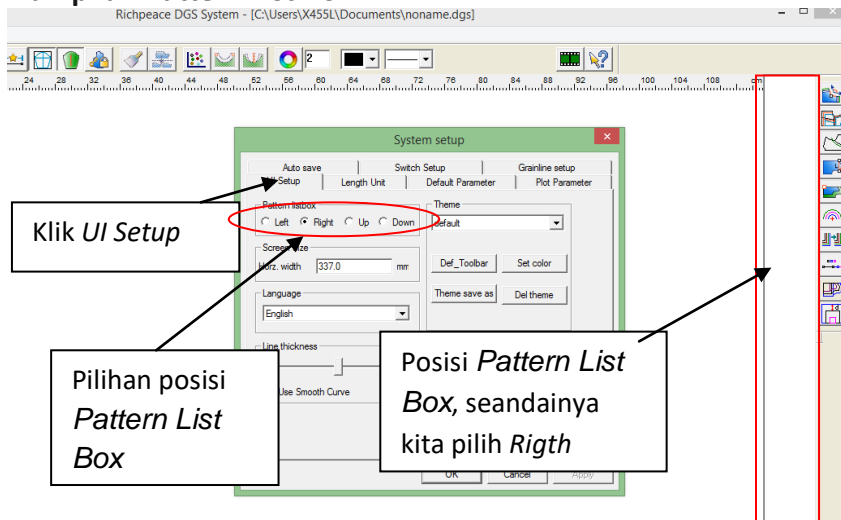 Richpeace DGS System - [C:\Users\X455L\Documents\noname.dgs]
2
24 28 32 36 40 44 48 52 56 60 64 68 72 76 80 84 88 92 96 100 104 108 cm
System setup
Auto save Switch Setup Grainline setup
UI Setup Length Unit Default Parameter Plot Parameter
Pattern listbox
Left Right Up Down
Theme
default
Klik UI Setup
Screen size
Horz. width 337.0 mm
Def_Toolbar Set color
Language
English
Theme save as Del theme
Line thickness
Use Smooth Curve
Pilihan posisi
Pattern List
Box
Posisi Pattern List
Box, seandainya
kita pilih Rigth
OK Cancel Apply